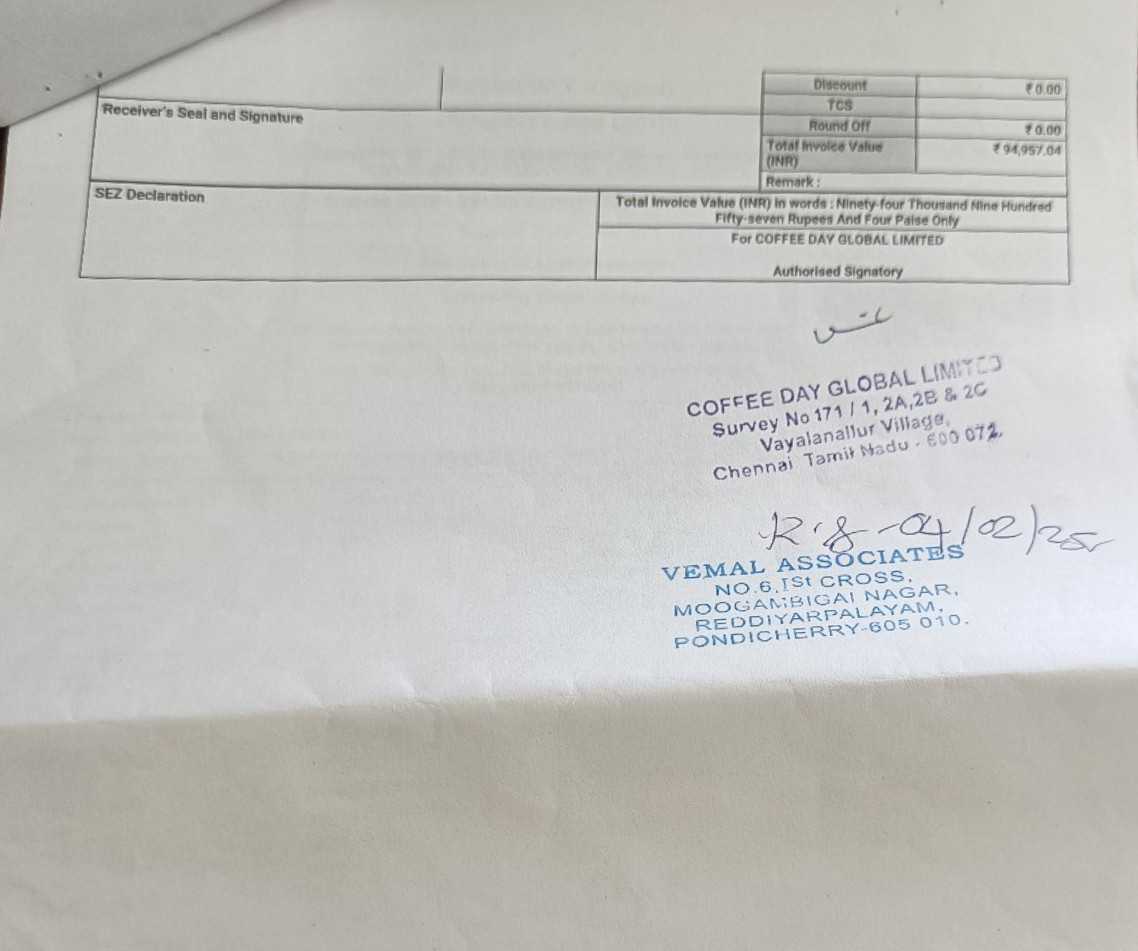 Discount ₹ 0.00
TCS
Receiver's Seal and Signature
Round Off ₹ 0.00
Total Invoice Value ₹ 94,957.04
(INR)
Remark :
SEZ Declaration
Total Invoice Value (INR) in words : Ninety-four Thousand Nine Hundred
Fifty-seven Rupees And Four Paise Only
For COFFEE DAY GLOBAL LIMITED
Authorised Signatory
COFFEE DAY GLOBAL LIMITED
Survey No 171 / 1, 2A,2B & 2C
Vayalanallur Village,
Chennai Tamil Nadu - 600 072.
04/02/25
VEMAL ASSOCIATES
NO.6,ISt CROSS,
MOOGAMBIGAI NAGAR,
REDDIYARPALAYAM,
PONDICHERRY-605 010.